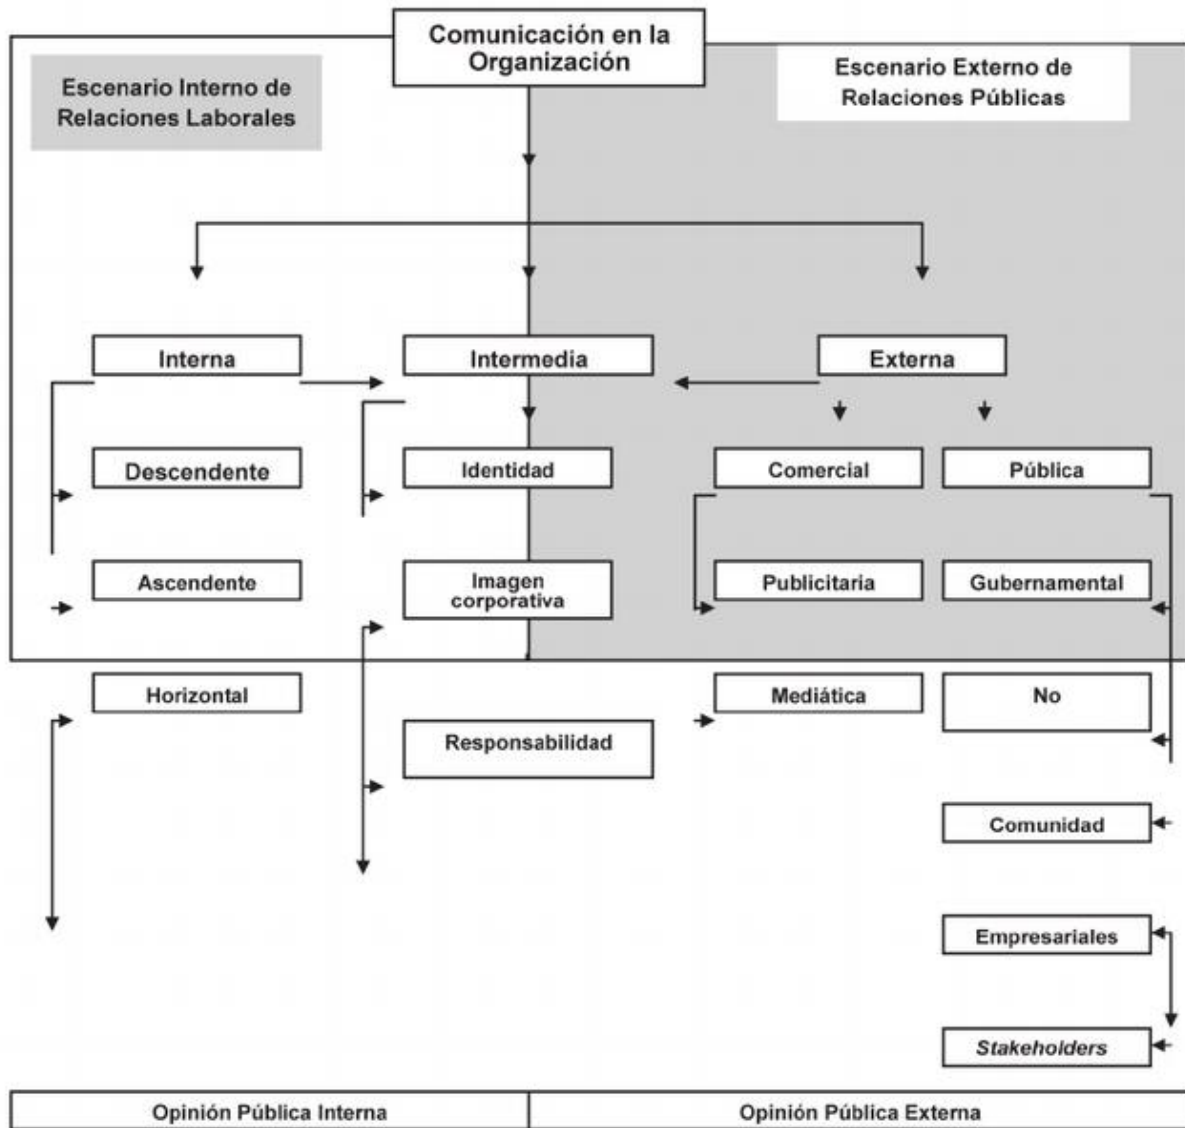 Comunicación en la
Organización
Escenario Interno de
Relaciones Laborales
Escenario Externo de
Relaciones Públicas
Interna
Intermedia
Externa
Descendente
Identidad
Comercial
Pública
Ascendente
Imagen
corporativa
Publicitaria
Gubernamental
Horizontal
Responsabilidad
Mediática
No
Comunidad
Empresariales
Stakeholders
Opinión Pública Interna
Opinión Pública Externa